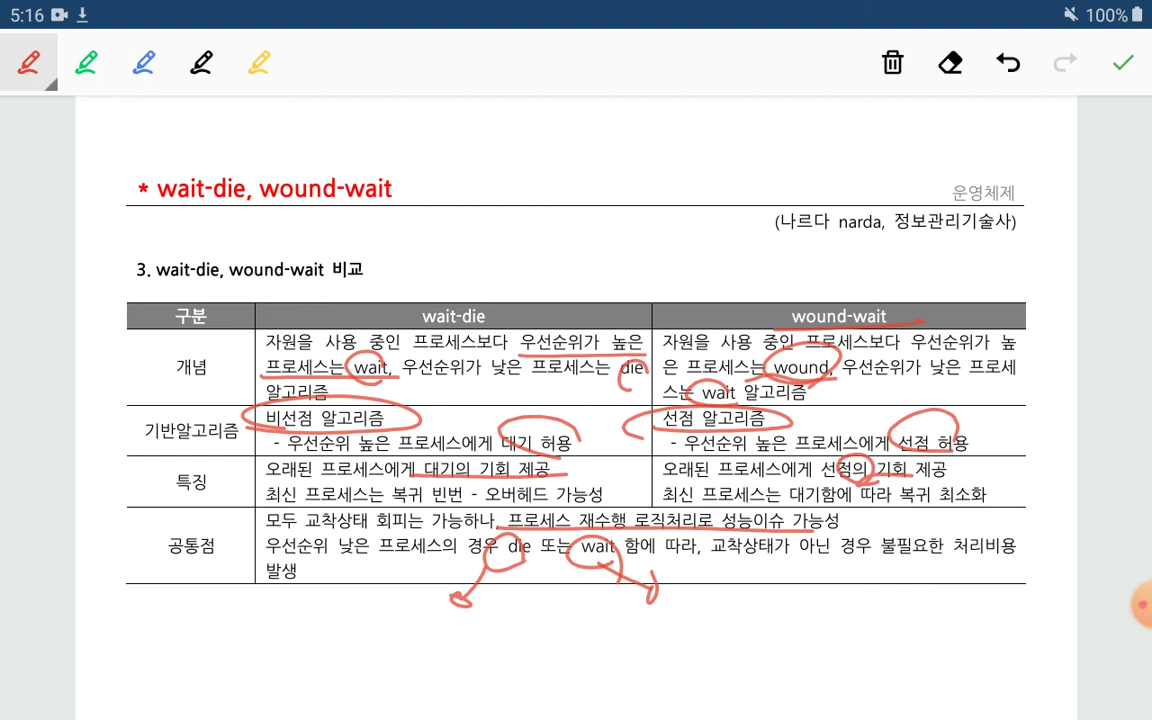 5:16 100%
* wait-die, wound-wait 운영체제
(나르다 narda, 정보관리기술사)
3. wait-die, wound-wait 비교
구분 wait-die wound-wait
개념
자원을 사용 중인 프로세스보다 우선순위가 높은
프로세스는 wait, 우선순위가 낮은 프로세스는 die
알고리즘
자원을 사용 중인 프로세스보다 우선순위가 높
은 프로세스는 wound, 우선순위가 낮은 프로세
스는 wait 알고리즘
기반알고리즘
비선점 알고리즘
- 우선순위 높은 프로세스에게 대기 허용
선점 알고리즘
- 우선순위 높은 프로세스에게 선점 허용
특징
오래된 프로세스에게 대기의 기회 제공
최신 프로세스는 복귀 빈번 - 오버헤드 가능성
오래된 프로세스에게 선점의 기회 제공
최신 프로세스는 대기함에 따라 복귀 최소화
공통점
모두 교착상태 회피는 가능하나, 프로세스 재수행 로직처리로 성능이슈 가능성
우선순위 낮은 프로세스의 경우 die 또는 wait 함에 따라, 교착상태가 아닌 경우 불필요한 처리비용
발생